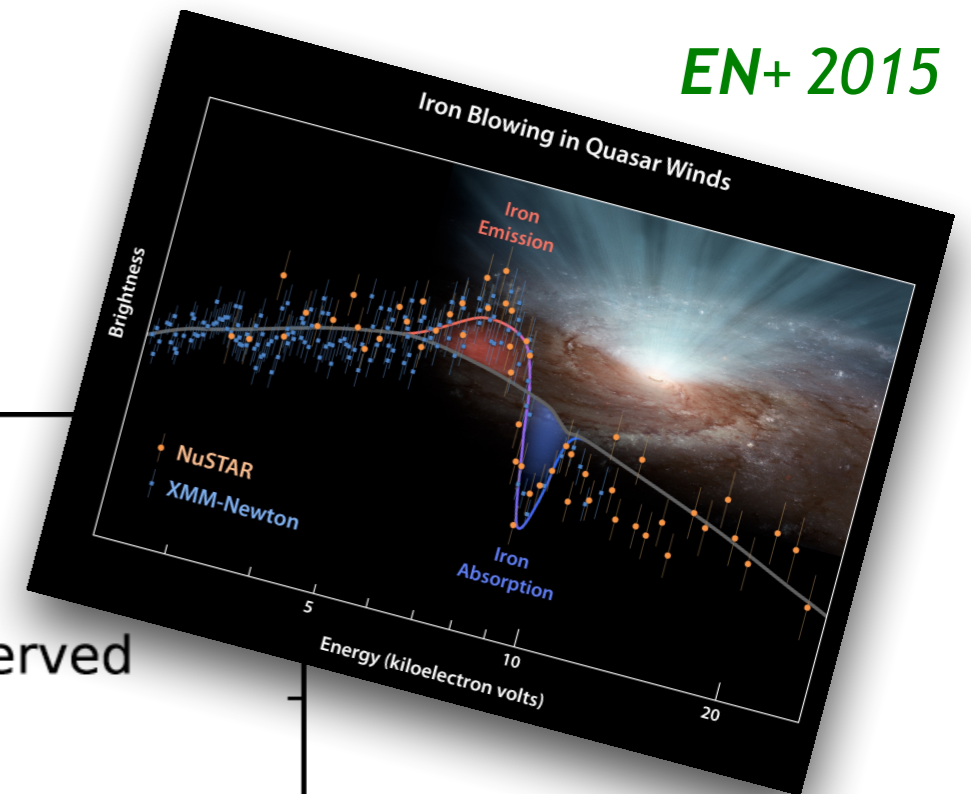 EN+ 2015
Iron Blowing in Quasar Winds
Iron
Emission
Brightness
NuSTAR
XMM-Newton
Iron
Absorption
5
10
20
Energy (kiloelectron volts)
erved